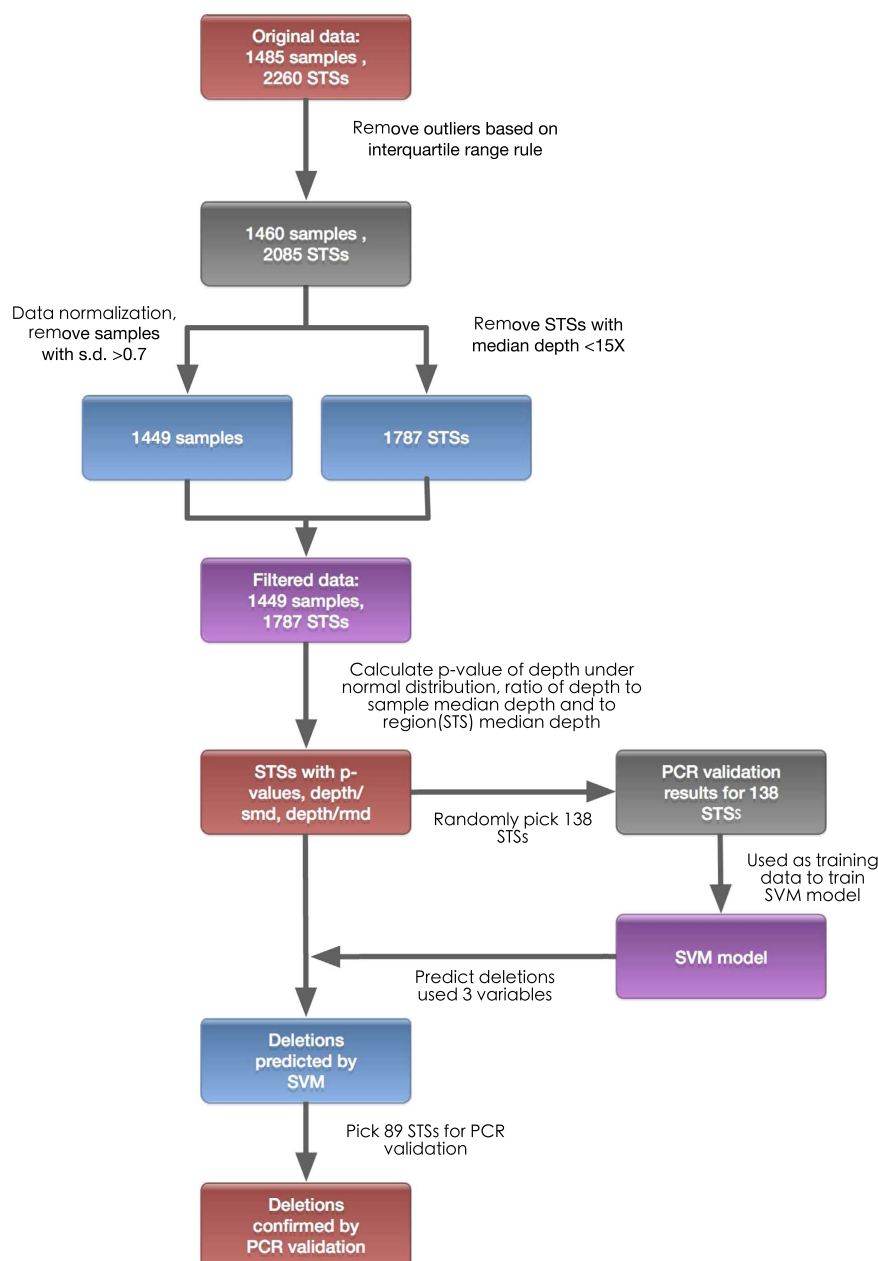 Original data:
1485 samples ,
2260 STSs
Remove outliers based on
interquartile range rule
1460 samples ,
2085 STSs
Data normalization,
remove samples
with s.d. >0.7
Remove STSs with
median depth <15X
1449 samples
1787 STSs
Filtered data:
1449 samples,
1787 STSs
Calculate p-value of depth under
normal distribution, ratio of depth to
sample median depth and to
region(STS) median depth
STSs with p-
values, depth/
smd, depth/rmd
Randomly pick 138
STSs
PCR validation
results for 138
STSs
Used as training
data to train
SVM model
SVM model
Predict deletions
used 3 variables
Deletions
predicted by
SVM
Pick 89 STSs for PCR
validation
Deletions
confirmed by
PCR validation